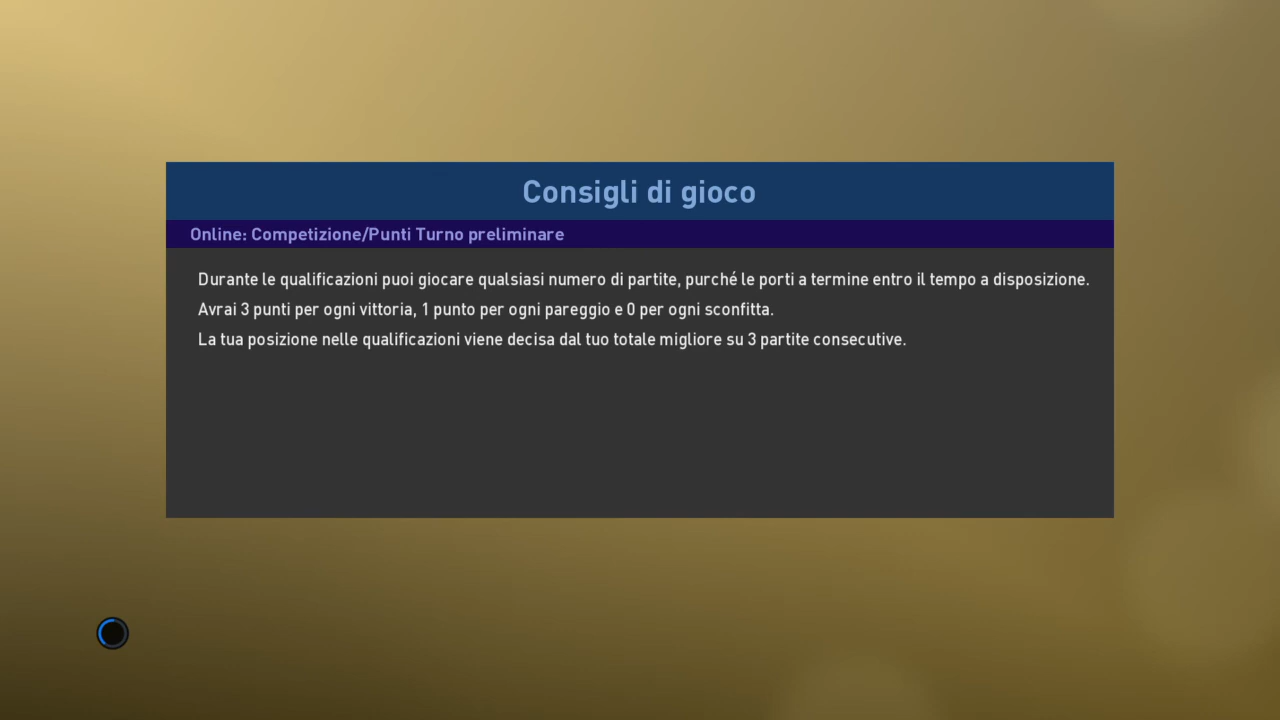 Consigli di gioco
Online: Competizione/Punti Turno preliminare
Durante le qualificazioni puoi giocare qualsiasi numero di partite, purché le porti a termine entro il tempo a disposizione.
Avrai 3 punti per ogni vittoria, 1 punto per ogni pareggio e 0 per ogni sconfitta.
La tua posizione nelle qualificazioni viene decisa dal tuo totale migliore su 3 partite consecutive.